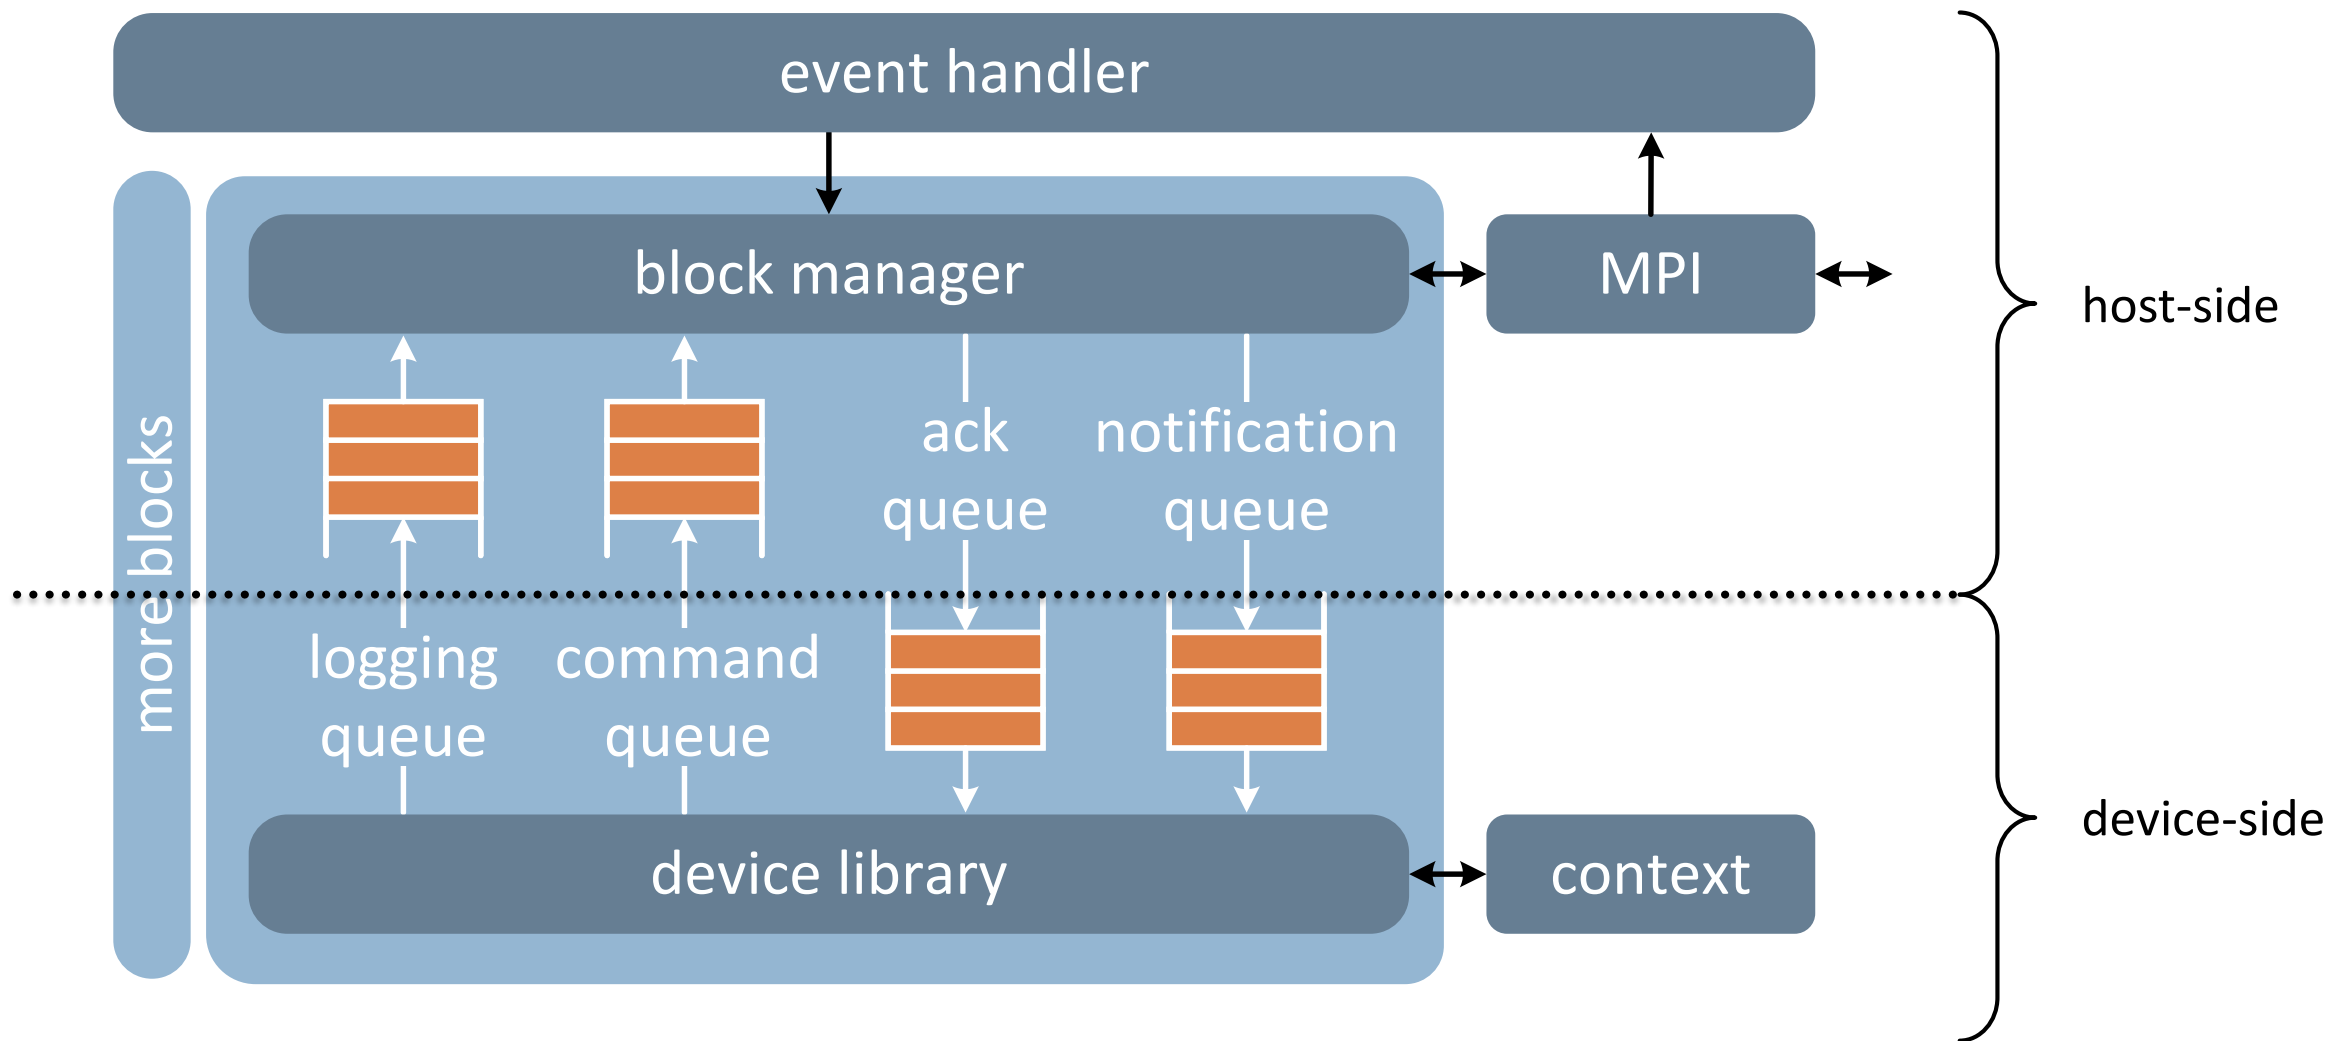 event handler
block manager
MPI
host-side
more blocks
ack
queue
notification
queue
logging
queue
command
queue
device library
context
device-side